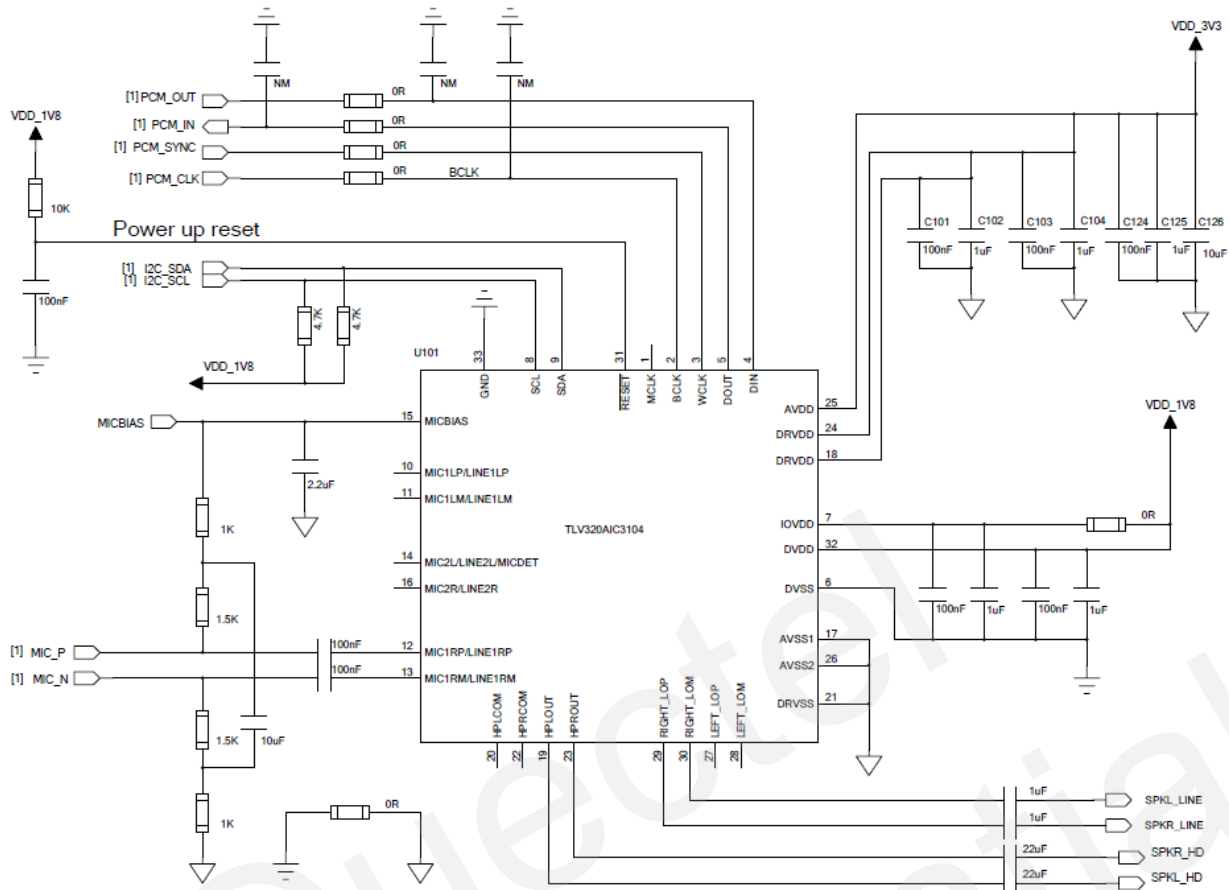 VDD_3V3
NM
NM
NM
[1] PCM_OUT
0R
VDD_1V8
[1] PCM_IN
0R
[1] PCM_SYNC
0R
[1] PCM_CLK
0R
BCLK
10K
Power up reset
C101
C102
C103
C104
C124
C125
C126
100nF
1uF
100nF
1uF
100nF
1uF
10uF
[1] I2C_SDA
[1] I2C_SCL
100nF
4.7K
4.7K
VDD_1V8
U101
33
8
9
31
1
2
3
5
4
GND
SCL
SDA
RESET
MCLK
BCLK
WCLK
DOUT
DIN
AVDD
25
DRVDD
24
DRVDD
18
VDD_1V8
MICBIAS
15
MICBIAS
10
MIC1LP/LINE1LP
11
MIC1LM/LINE1LM
2.2uF
1K
TLV320AIC3104
IOVDD
7
0R
DVDD
32
14
MIC2L/LINE2L/MICDET
16
MIC2R/LINE2R
DVSS
6
100nF
1uF
100nF
1uF
1.5K
[1] MIC_P
100nF
12
MIC1RP/LINE1RP
[1] MIC_N
100nF
13
MIC1RM/LINE1RM
AVSS1
17
AVSS2
26
DRVSS
21
1.5K
10uF
HPLCOM
HPRCOM
HPLOUT
HPROUT
RIGHT_LOP
RIGHT_LOM
LEFT_LOP
LEFT_LOM
20
22
19
23
29
30
27
28
1K
0R
1uF
SPKL_LINE
1uF
SPKR_LINE
22uF
SPKR_HD
22uF
SPKL_HD
Quectel